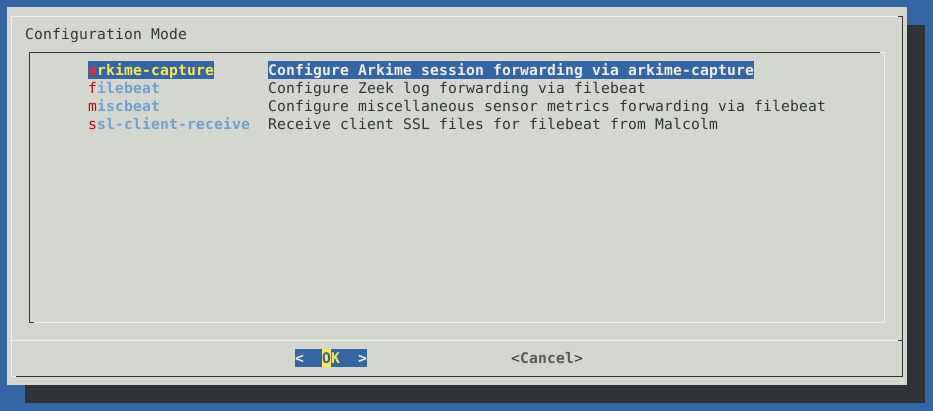 Configuration Mode
arkime-capture Configure Arkime session forwarding via arkime-capture
filebeat Configure Zeek log forwarding via filebeat
miscbeat Configure miscellaneous sensor metrics forwarding via filebeat
ssl-client-receive Receive client SSL files for filebeat from Malcolm
< OK > <Cancel>